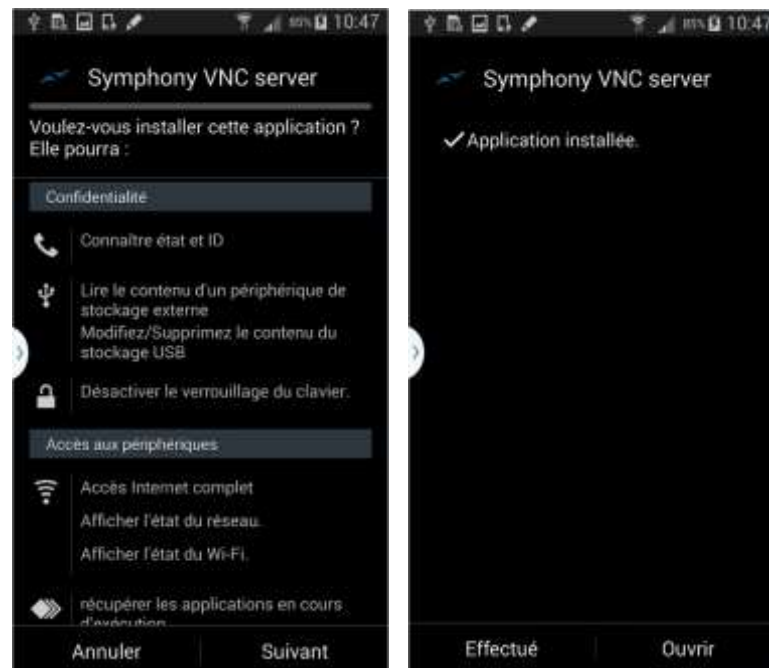 10:47
Symphony VNC server
Voulez-vous installer cette application ?
Elle pourra :
Confidentialité
Connaître état et ID
Lire le contenu d'un périphérique de
stockage externe
Modifiez/Supprimez le contenu du
stockage USB
Désactiver le verrouillage du clavier.
Accès aux périphériques
Accès Internet complet
Afficher l'état du réseau.
Afficher l'état du Wi-Fi.
récupérer les applications en cours
d'exécution
Annuler Suivant
10:47
Symphony VNC server
Application installée.
Effectué Ouvrir